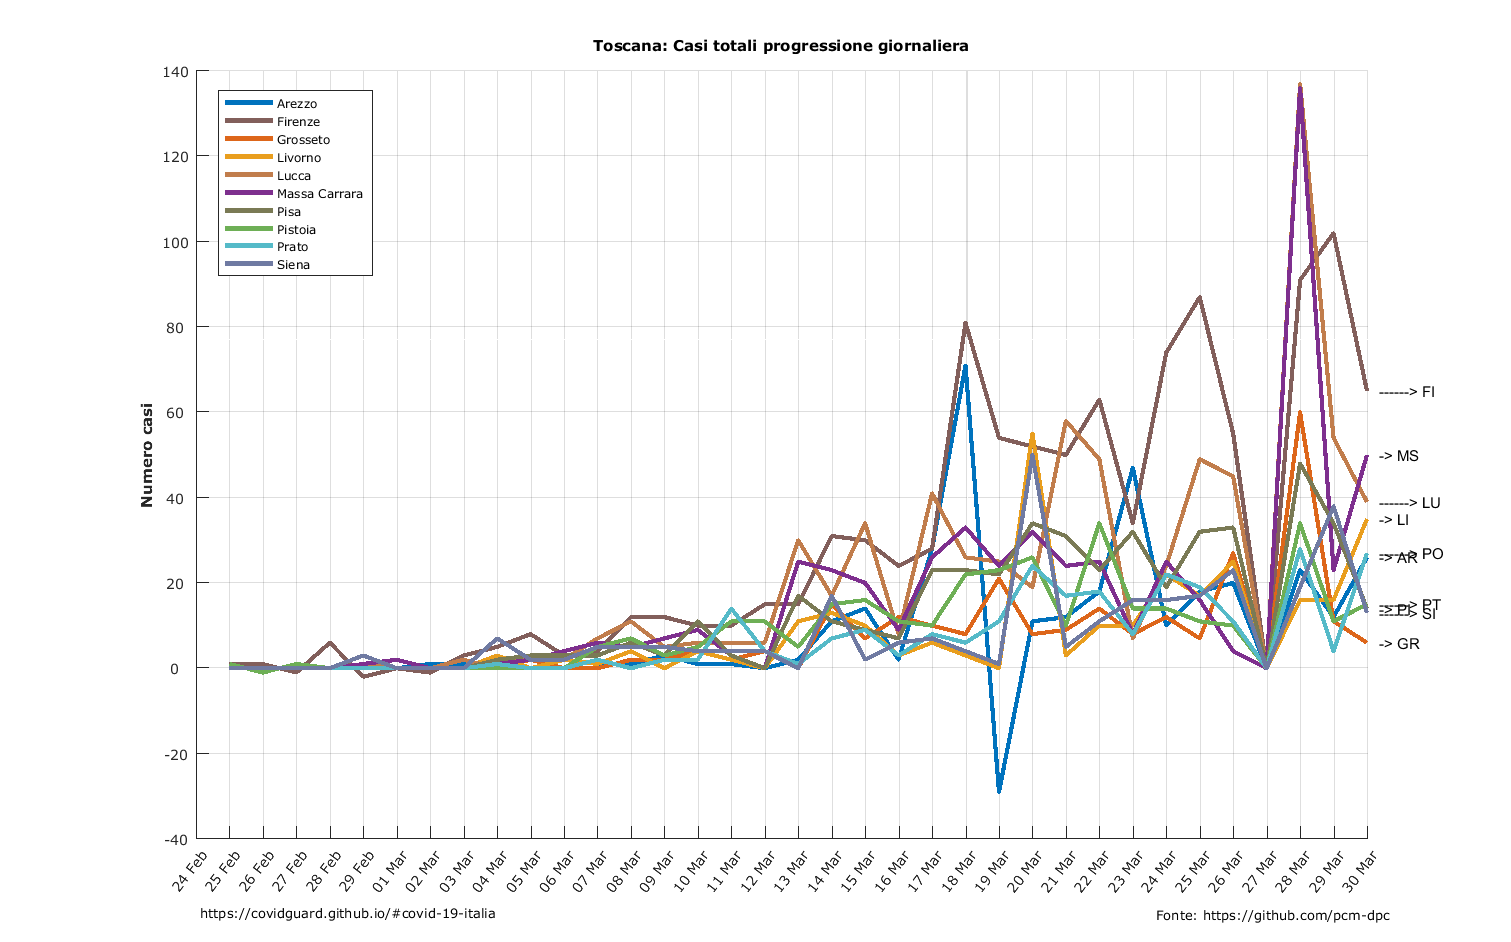 Toscana: Casi totali progressione giornaliera
Numero casi
140
120
100
80
60
40
20
0
-20
-40
Arezzo
Firenze
Grosseto
Livorno
Lucca
Massa Carrara
Pisa
Pistoia
Prato
Siena
------> FI
-> MS
------> LU
-> LI
------> PO
-> AR
------> PT
-> PI
------> SI
-> GR
24 Feb
25 Feb
26 Feb
27 Feb
28 Feb
29 Feb
01 Mar
02 Mar
03 Mar
04 Mar
05 Mar
06 Mar
07 Mar
08 Mar
09 Mar
10 Mar
11 Mar
12 Mar
13 Mar
14 Mar
15 Mar
16 Mar
17 Mar
18 Mar
19 Mar
20 Mar
21 Mar
22 Mar
23 Mar
24 Mar
25 Mar
26 Mar
27 Mar
28 Mar
29 Mar
30 Mar
https://covidguard.github.io/#covid-19-italia
Fonte: https://github.com/pcm-dpc